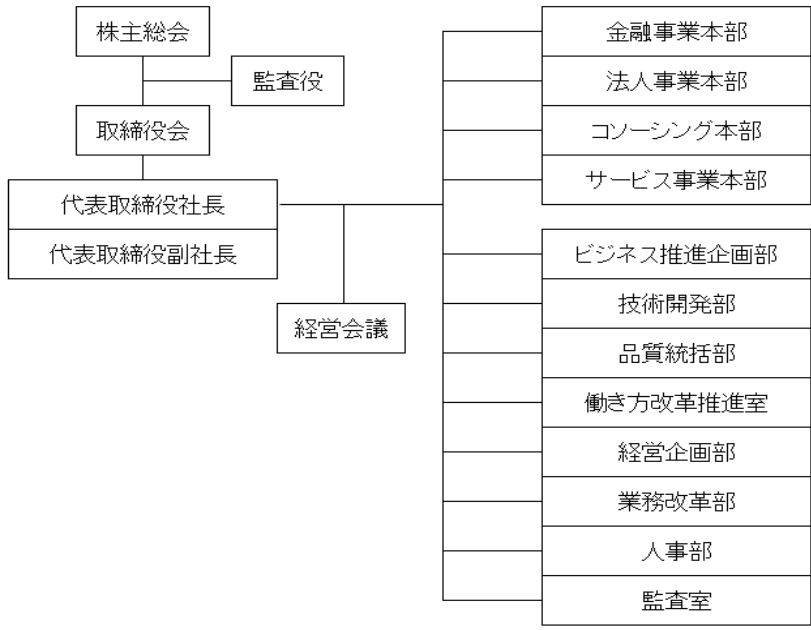 株主総会
監査役
取締役会
代表取締役社長
代表取締役副社長
経営会議
金融事業本部
法人事業本部
コソーシング本部
サービス事業本部
ビジネス推進企画部
技術開発部
品質統括部
働き方改革推進室
経営企画部
業務改革部
人事部
監査室